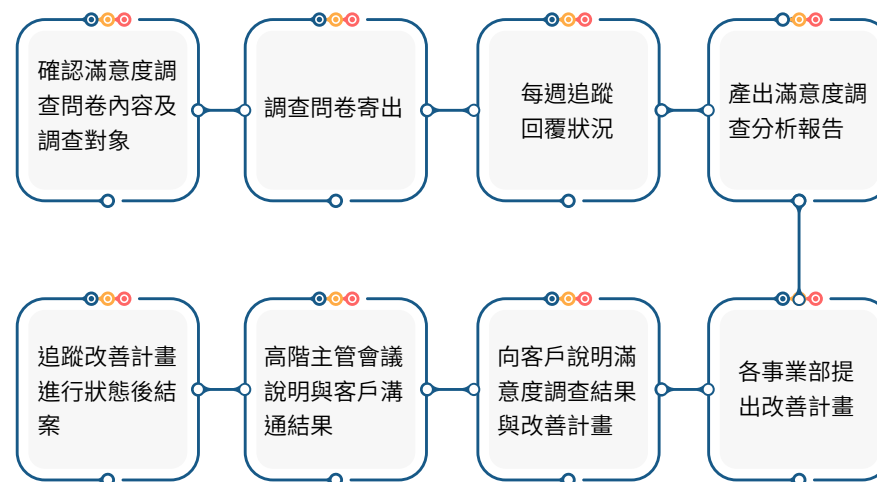 確認滿意度調
查問卷內容及
調查對象
調查問卷寄出
每週追蹤
回覆狀況
產出滿意度調
查分析報告
各事業部提
出改善計畫
向客戶說明滿
意度調查結果
與改善計畫
高階主管會議
說明與客戶溝
通結果
追蹤改善計畫
進行狀態後結
案